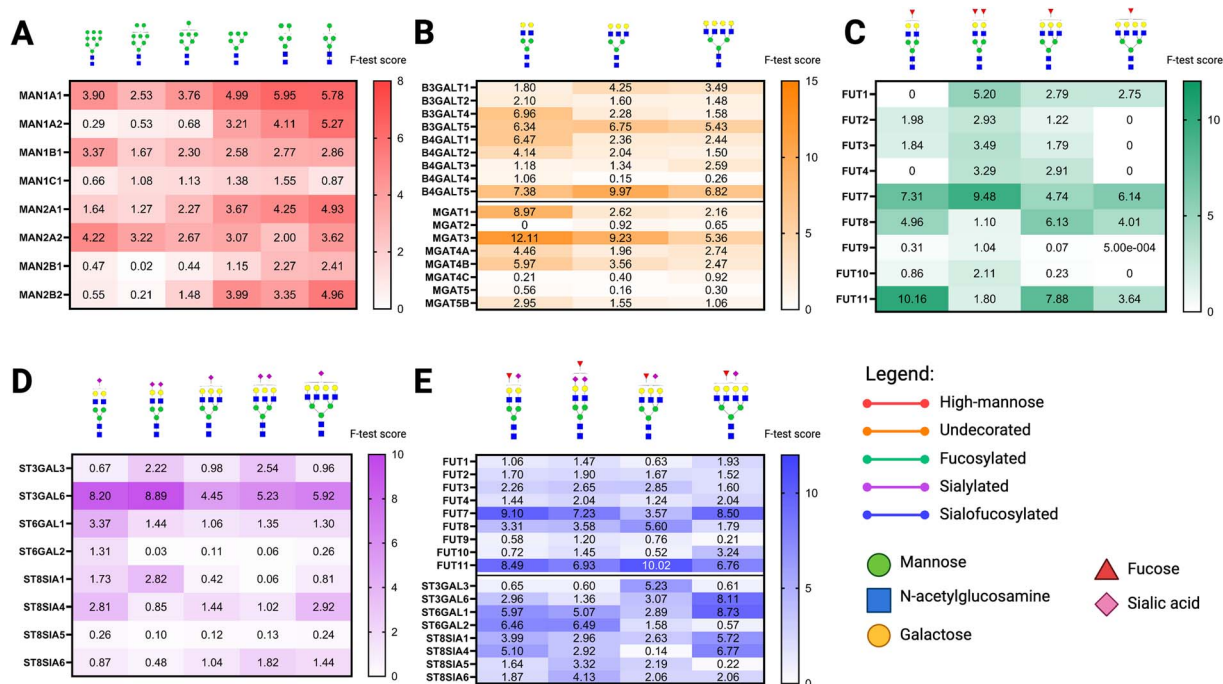 A
F-test score
MAN1A1 3.90 2.53 3.76 4.99 5.95 5.78
MAN1A2 0.29 0.53 0.68 3.21 4.11 5.27
MAN1B1 3.37 1.67 2.30 2.58 2.77 2.86
MAN1C1 0.66 1.08 1.13 1.38 1.55 0.87
MAN2A1 1.64 1.27 2.27 3.67 4.25 4.93
MAN2A2 4.22 3.22 2.67 3.07 2.00 3.62
MAN2B1 0.47 0.02 0.44 1.15 2.27 2.41
MAN2B2 0.55 0.21 1.48 3.99 3.35 4.96
8
6
4
2
0
B
F-test score
B3GALT1 1.80 4.25 3.49
B3GALT2 2.10 1.60 1.48
B3GALT4 6.96 2.28 1.58
B3GALT5 6.34 6.75 5.43
B4GALT1 6.47 2.36 2.44
B4GALT2 4.14 2.04 1.50
B4GALT3 1.18 1.34 2.59
B4GALT4 1.06 0.15 0.26
B4GALT5 7.38 9.97 6.82
MGAT1 8.97 2.62 2.16
MGAT2 0 0.92 0.65
MGAT3 12.11 9.23 5.36
MGAT4A 4.46 1.96 2.74
MGAT4B 5.97 3.56 2.47
MGAT4C 0.21 0.40 0.92
MGAT5 0.56 0.16 0.30
MGAT5B 2.95 1.55 1.06
15
10
5
0
C
F-test score
FUT1 0 5.20 2.79 2.75
FUT2 1.98 2.93 1.22 0
FUT3 1.84 3.49 1.79 0
FUT4 0 3.29 2.91 0
FUT7 7.31 9.48 4.74 6.14
FUT8 4.96 1.10 6.13 4.01
FUT9 0.31 1.04 0.07 5.00e-004
FUT10 0.86 2.11 0.23 0
FUT11 10.16 1.80 7.88 3.64
10
5
0
D
F-test score
ST3GAL3 0.67 2.22 0.98 2.54 0.96
ST3GAL6 8.20 8.89 4.45 5.23 5.92
ST6GAL1 3.37 1.44 1.06 1.35 1.30
ST6GAL2 1.31 0.03 0.11 0.06 0.26
ST8SIA1 1.73 2.82 0.42 0.06 0.81
ST8SIA4 2.81 0.85 1.44 1.02 2.92
ST8SIA5 0.26 0.10 0.12 0.13 0.24
ST8SIA6 0.87 0.48 1.04 1.82 1.44
10
8
6
4
2
0
E
F-test score
FUT1 1.06 1.47 0.63 1.93
FUT2 1.70 1.90 1.67 1.52
FUT3 2.26 2.65 2.85 1.60
FUT4 1.44 2.04 1.24 2.04
FUT7 9.10 7.23 3.57 8.50
FUT8 3.31 3.58 5.60 1.79
FUT9 0.58 1.20 0.76 0.21
FUT10 0.72 1.45 0.52 3.24
FUT11 8.49 6.93 10.02 6.76
ST3GAL3 0.65 0.60 5.23 0.61
ST3GAL6 2.96 1.36 3.07 8.11
ST6GAL1 5.97 5.07 2.89 8.73
ST6GAL2 6.46 6.49 1.58 0.57
ST8SIA1 3.99 2.96 2.63 5.72
ST8SIA4 5.10 2.92 0.14 6.77
ST8SIA5 1.64 3.32 2.19 0.22
ST8SIA6 1.87 4.13 2.06 2.06
10
5
0
Legend:
High-mannose
Undecorated
Fucosylated
Sialylated
Sialofucosylated
Mannose
N-acetylglucosamine
Galactose
Fucose
Sialic acid